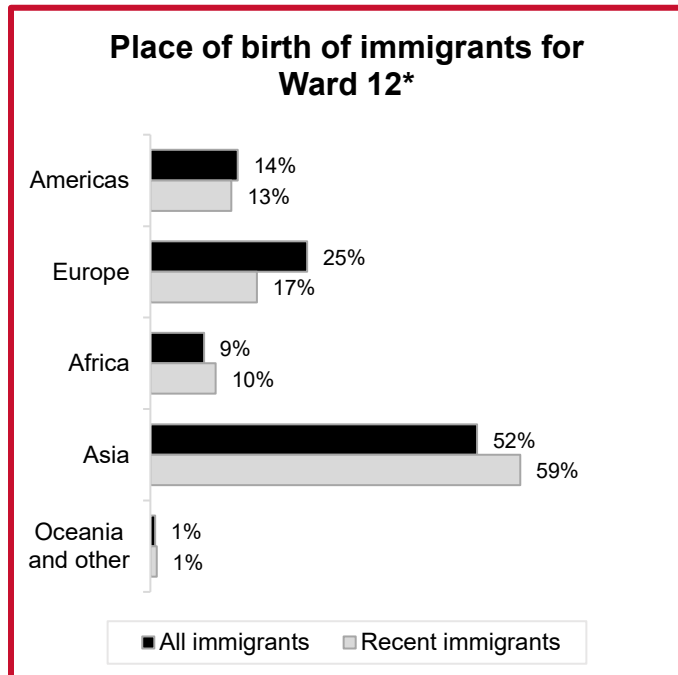 Place of birth of immigrants for
Ward 12*
Americas
14%
13%
Europe
25%
17%
Africa
9%
10%
Asia
52%
59%
Oceania
and other
1%
1%
All immigrants
Recent immigrants